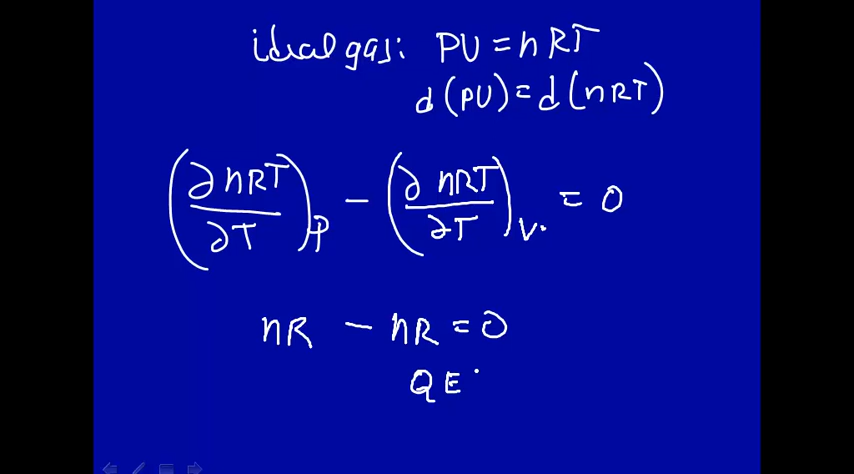 ideal gas: PV = nRT
d(PV) = d(nRT)
(∂nRT/∂T)P − (∂nRT/∂T)V = 0
nR − nR = 0
QE